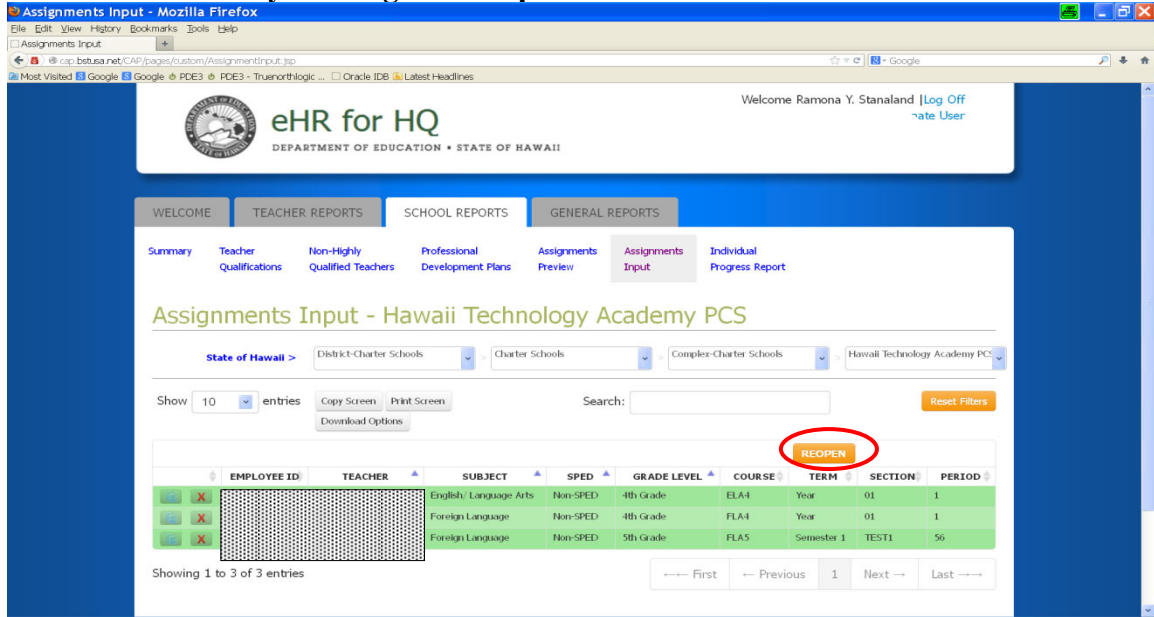 Assignments Input - Mozilla Firefox
File Edit View History Bookmarks Tools Help
Assignments Input +
cap.bstusa.net/CAP/pages/custom/AssignmentInput.jsp Google
Most Visited Google Google PDE3 PDE3 - Truenorthlogic ... Oracle IDB Latest Headlines
Welcome Ramona Y. Stanaland |Log Off
ate User
eHR for HQ
DEPARTMENT OF EDUCATION • STATE OF HAWAII
WELCOME TEACHER REPORTS SCHOOL REPORTS GENERAL REPORTS
Summary Teacher Non-Highly Professional Assignments Assignments Individual
Qualifications Qualified Teachers Development Plans Preview Input Progress Report
Assignments Input - Hawaii Technology Academy PCS
State of Hawaii > District-Charter Schools > Charter Schools > Complex-Charter Schools > Hawaii Technology Academy PCS
Show 10 entries Copy Screen Print Screen Search: Reset Filters
Download Options
REOPEN
EMPLOYEE ID TEACHER SUBJECT SPED GRADE LEVEL COURSE TERM SECTION PERIOD
X English/ Language Arts Non-SPED 4th Grade ELA4 Year 01 1
X Foreign Language Non-SPED 4th Grade FLA4 Year 01 1
X Foreign Language Non-SPED 5th Grade FLA5 Semester 1 TEST1 56
Showing 1 to 3 of 3 entries ←← First ← Previous 1 Next → Last →→